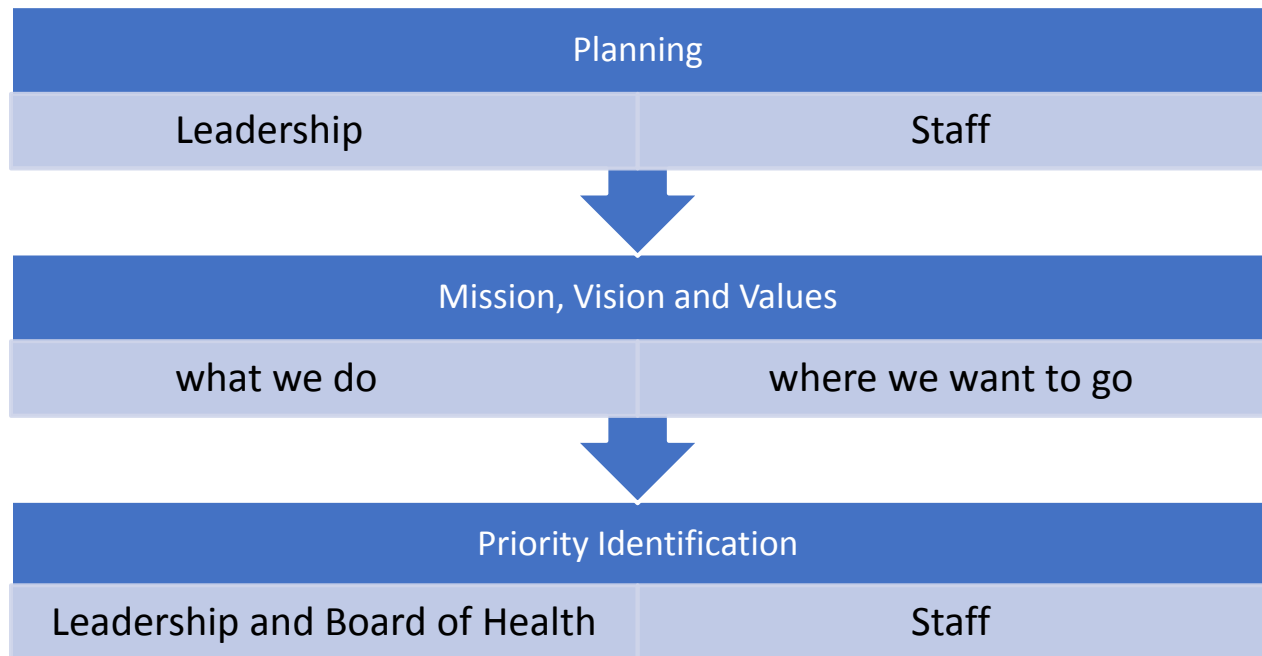 Planning
Leadership
Staff
Mission, Vision and Values
what we do
where we want to go
Priority Identification
Leadership and Board of Health
Staff